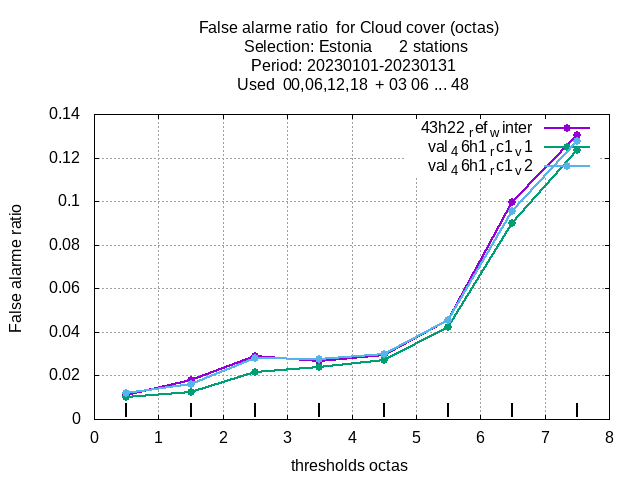 False alarme ratio  for Cloud cover (octas)
Selection: Estonia      2 stations
Period: 20230101-20230131
Used  00,06,12,18  + 03 06 ... 48
0.14
0.12
0.1
0.08
0.06
0.04
0.02
0
False alarme ratio
43h22_ref_winter
val_46h1_rc1_v1
val_46h1_rc1_v2
0 1 2 3 4 5 6 7 8
thresholds octas